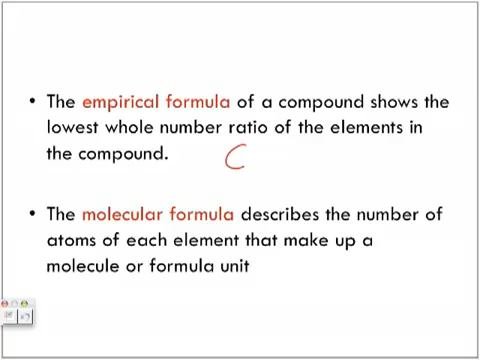 • The empirical formula of a compound shows the
lowest whole number ratio of the elements in
the compound.
C
• The molecular formula describes the number of
atoms of each element that make up a
molecule or formula unit